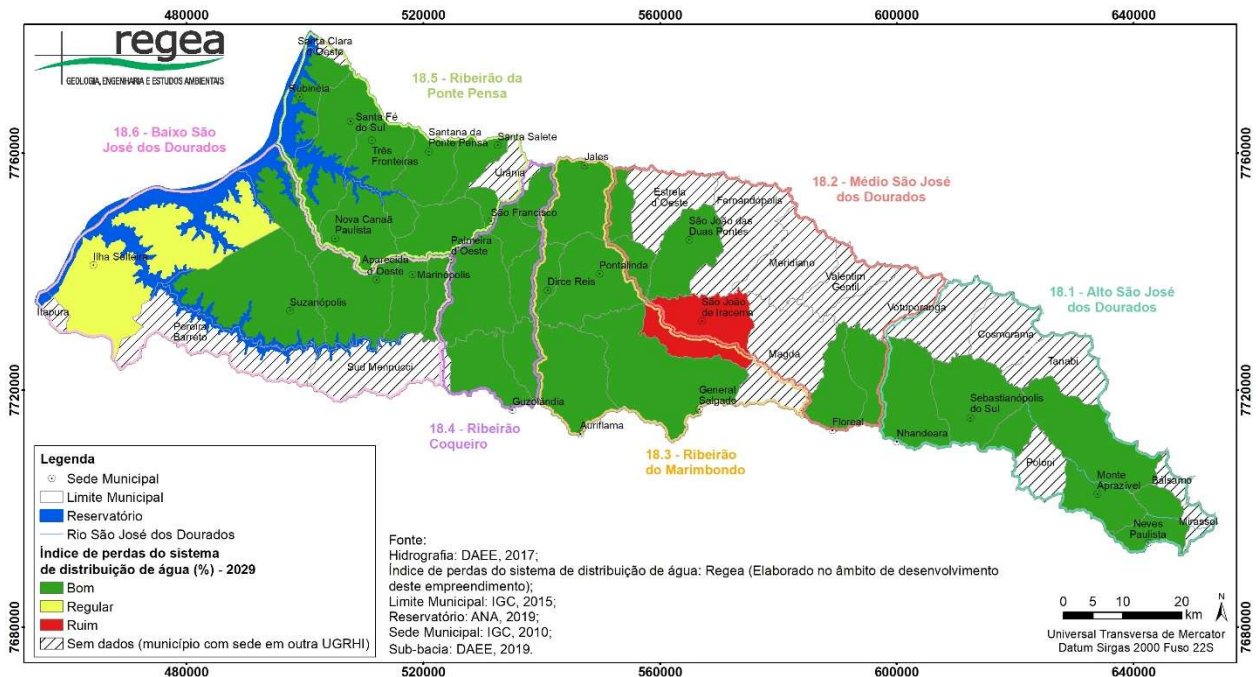 480000
520000
560000
600000
640000
regea
GEOLOGIA, ENGENHARIA E ESTUDOS AMBIENTAIS
Santa Clara
d'Oeste
18.5 - Ribeirão da
Ponte Pensa
Rubinéia
Santa Fé
do Sul
18.6 - Baixo São
José dos Dourados
Três
Fronteiras
Santana da
Ponte Pensa
Santa Salete
Urânia
Jales
7760000
7760000
18.2 - Médio São José
dos Dourados
Estrela
d'Oeste
Fernandópolis
São Francisco
São João das
Duas Pontes
Nova Canaã
Paulista
Palmeira
d'Oeste
Ilha Solteira
Aparecida
d'Oeste
Marinópolis
Pontalinda
Meridiano
Valentim
Gentil
Dirce Reis
Suzanópolis
São João
de Iracema
Votuporanga
18.1 - Alto São José
dos Dourados
Itapura
Pereira
Barreto
Cosmorama
Sud Mennucci
Magda
Tanabi
7720000
7720000
General
Salgado
Sebastianópolis
do Sul
Guzolândia
Auriflama
Floreal
Nhandeara
18.4 - Ribeirão
Coqueiro
18.3 - Ribeirão
do Marimbondo
Poloni
Monte
Aprazível
Bálsamo
Neves
Paulista
Mirassol
Legenda
Sede Municipal
Limite Municipal
Reservatório
Rio São José dos Dourados
Índice de perdas do sistema
de distribuição de água (%) - 2029
Bom
Regular
Ruim
Sem dados (município com sede em outra UGRHI)
Fonte:
Hidrografia: DAEE, 2017;
Índice de perdas do sistema de distribuição de água: Regea (Elaborado no âmbito de desenvolvimento
deste empreendimento);
Limite Municipal: IGC, 2015;
Reservatório: ANA, 2019;
Sede Municipal: IGC, 2010;
Sub-bacia: DAEE, 2019.
N
0 5 10 20
km
Universal Transversa de Mercator
Datum Sirgas 2000 Fuso 22S
7680000
7680000
480000
520000
560000
600000
640000